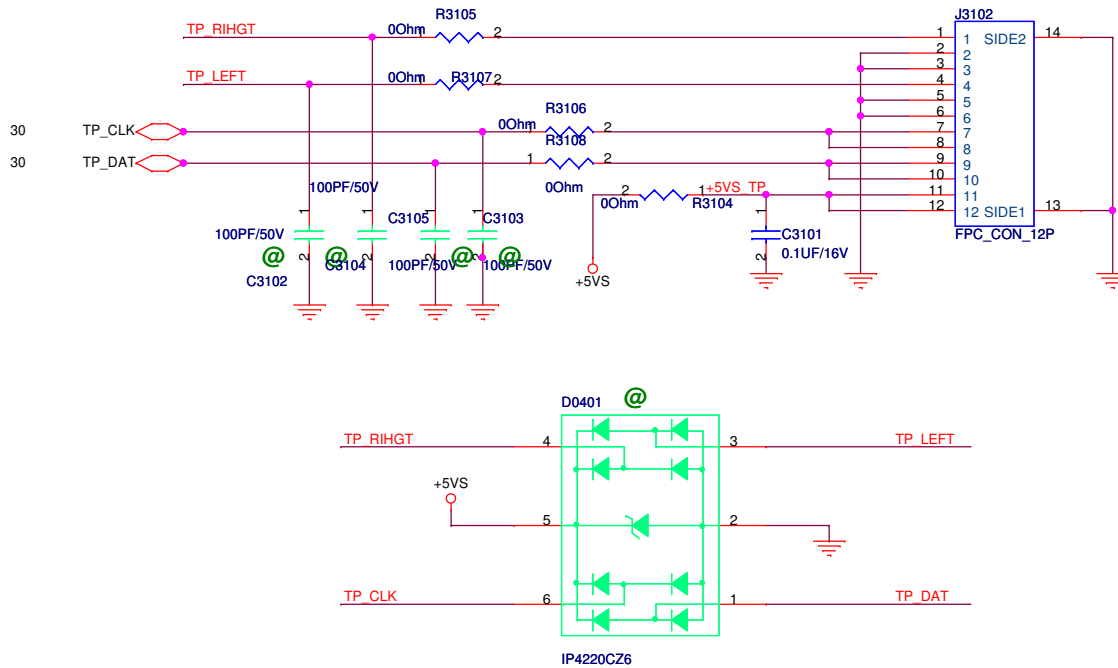 R3105
J3102
TP_RIHGT
0Ohm
1
2
1
1
SIDE2
14
2
2
3
3
TP_LEFT
0Ohm
1
R3107
2
4
4
5
5
R3106
6
6
30
TP_CLK
0Ohm
1
2
7
7
R3108
8
8
30
TP_DAT
1
2
9
9
10
10
100PF/50V
0Ohm
2
1
+5VS_TP
11
11
0Ohm
R3104
12
12
SIDE1
13
1
1
C3105
1
C3103
1
1
FPC_CON_12P
100PF/50V
C3101
@
2
@
2
2
@
2
@
2
0.1UF/16V
C3104
100PF/50V
100PF/50V
C3102
+5VS
D0401
@
TP_RIHGT
4
3
TP_LEFT
+5VS
5
2
TP_CLK
6
1
TP_DAT
IP4220CZ6